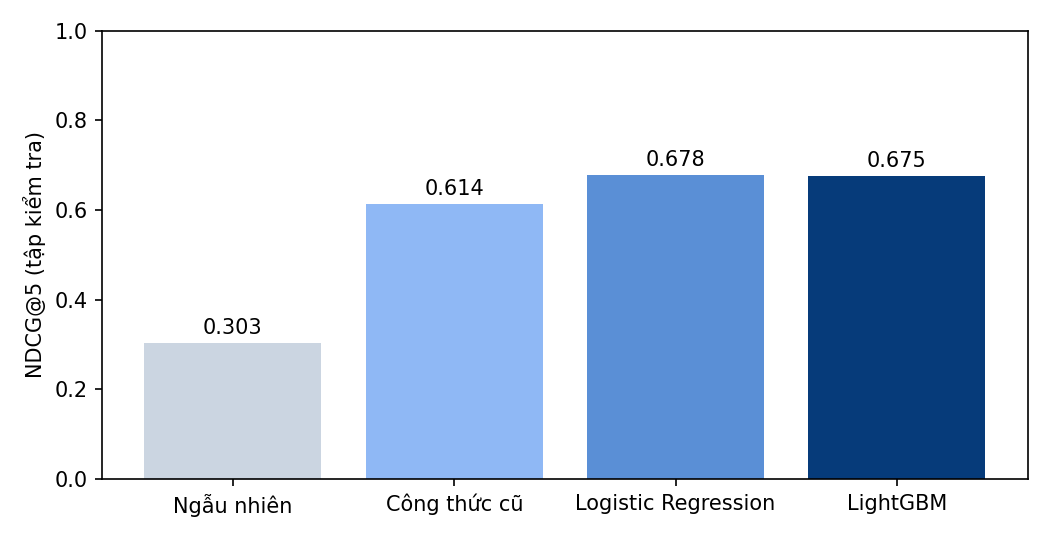 NDCG@5 (tập kiểm tra)
1.0
0.8
0.6
0.4
0.2
0.0
0.303
0.614
0.678
0.675
Ngẫu nhiên
Công thức cũ
Logistic Regression
LightGBM